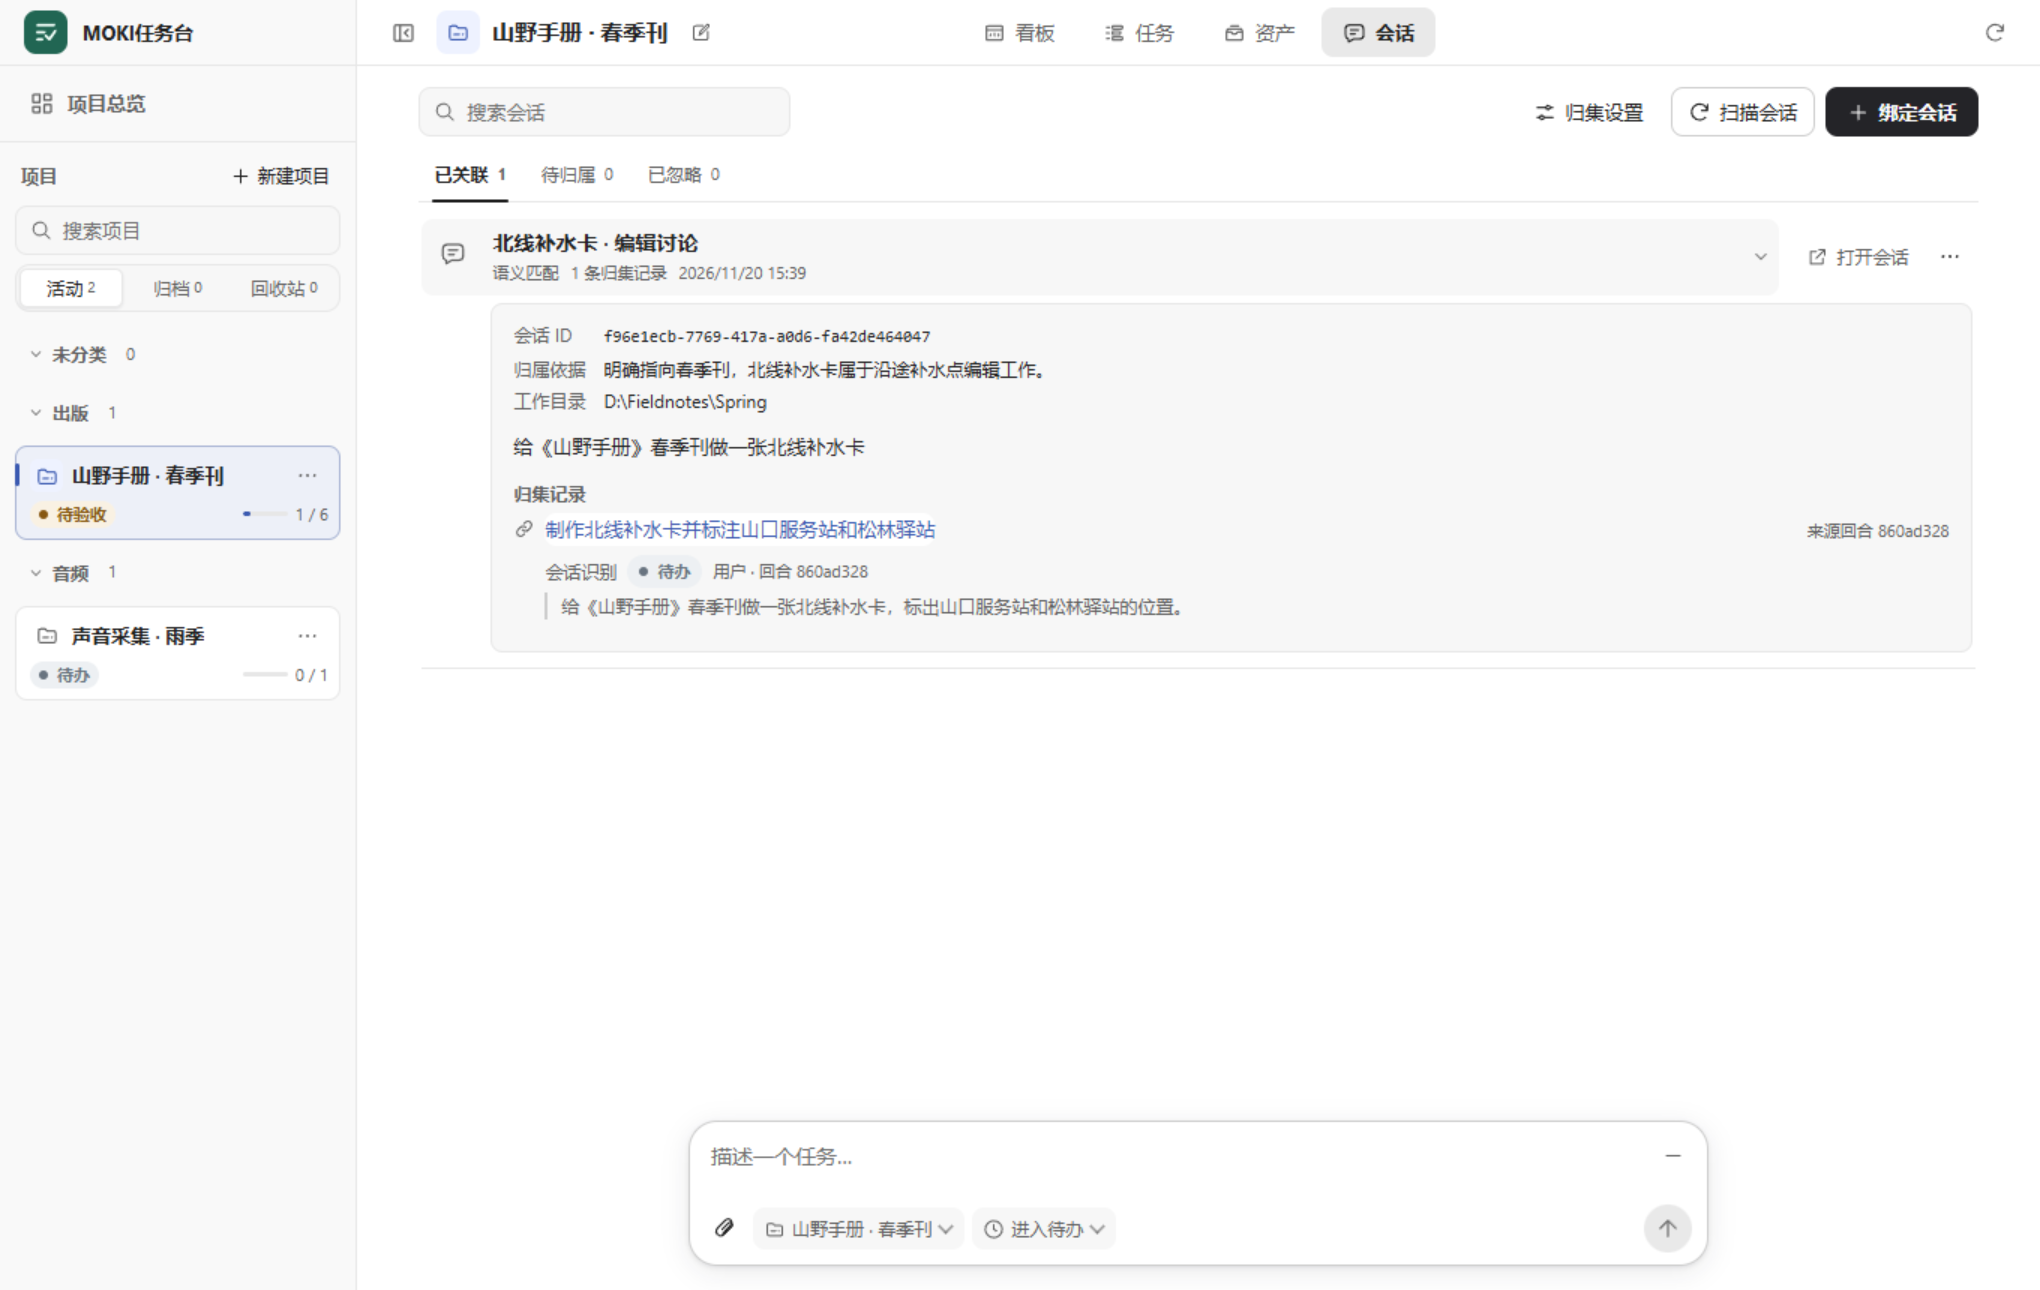 MOKI任务台
山野手册 · 春季刊
看板
任务
资产
会话
项目总览
项目
新建项目
搜索项目
活动 2
归档 0
回收站 0
未分类 0
出版 1
山野手册 · 春季刊
待验收
1 / 6
音频 1
声音采集 · 雨季
待办
0 / 1
搜索会话
归集设置
扫描会话
绑定会话
已关联 1
待归属 0
已忽略 0
北线补水卡 · 编辑讨论
语义匹配 1 条归集记录 2026/11/20 15:39
打开会话
会话 ID f96e1ecb-7769-417a-a0d6-fa42de464047
归属依据 明确指向春季刊，北线补水卡属于沿途补水点编辑工作。
工作目录 D:\Fieldnotes\Spring
给《山野手册》春季刊做一张北线补水卡
归集记录
制作北线补水卡并标注山口服务站和松林驿站
来源回合 860ad328
会话识别 待办 用户 · 回合 860ad328
给《山野手册》春季刊做一张北线补水卡，标出山口服务站和松林驿站的位置。
描述一个任务...
山野手册 · 春季刊
进入待办